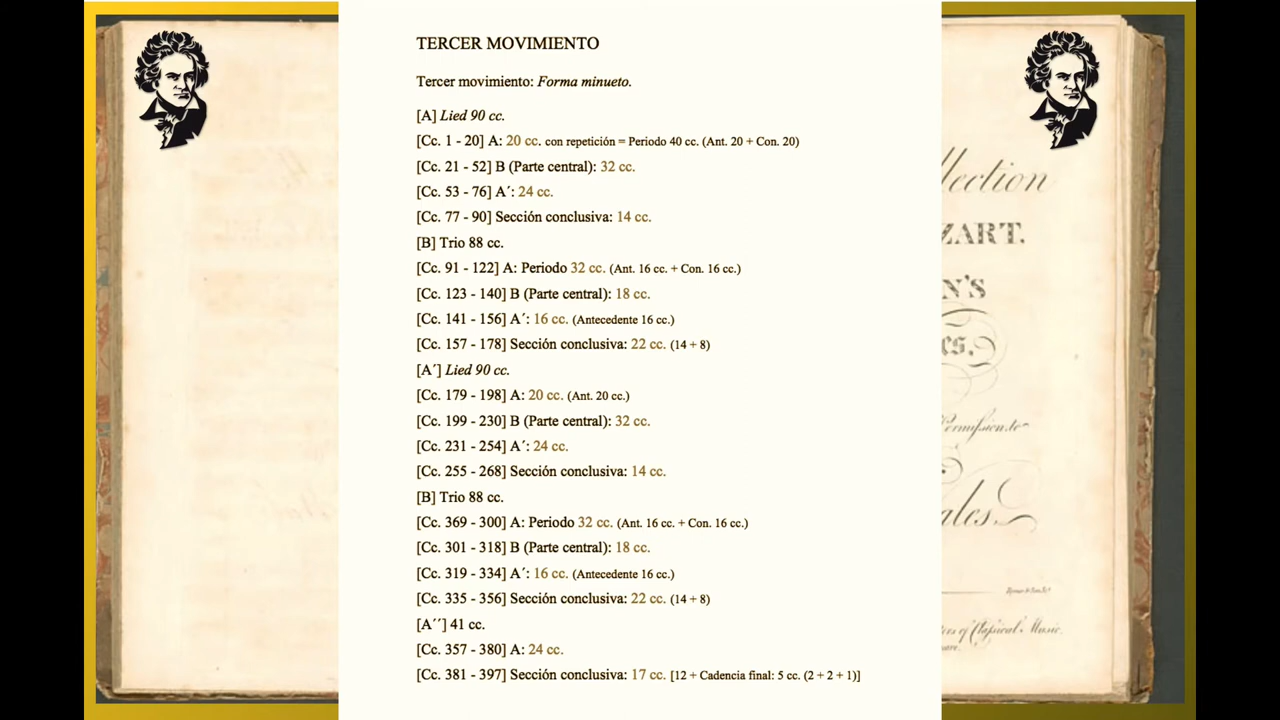 TERCER MOVIMIENTO
Tercer movimiento: Forma minueto.
[A] Lied 90 cc.
[Cc. 1 - 20] A: 20 cc. con repetición = Periodo 40 cc. (Ant. 20 + Con. 20)
[Cc. 21 - 52] B (Parte central): 32 cc.
[Cc. 53 - 76] A´: 24 cc.
[Cc. 77 - 90] Sección conclusiva: 14 cc.
[B] Trio 88 cc.
[Cc. 91 - 122] A: Periodo 32 cc. (Ant. 16 cc. + Con. 16 cc.)
[Cc. 123 - 140] B (Parte central): 18 cc.
[Cc. 141 - 156] A´: 16 cc. (Antecedente 16 cc.)
[Cc. 157 - 178] Sección conclusiva: 22 cc. (14 + 8)
[A´] Lied 90 cc.
[Cc. 179 - 198] A: 20 cc. (Ant. 20 cc.)
[Cc. 199 - 230] B (Parte central): 32 cc.
[Cc. 231 - 254] A´: 24 cc.
[Cc. 255 - 268] Sección conclusiva: 14 cc.
[B] Trio 88 cc.
[Cc. 369 - 300] A: Periodo 32 cc. (Ant. 16 cc. + Con. 16 cc.)
[Cc. 301 - 318] B (Parte central): 18 cc.
[Cc. 319 - 334] A´: 16 cc. (Antecedente 16 cc.)
[Cc. 335 - 356] Sección conclusiva: 22 cc. (14 + 8)
[A´´] 41 cc.
[Cc. 357 - 380] A: 24 cc.
[Cc. 381 - 397] Sección conclusiva: 17 cc. [12 + Cadencia final: 5 cc. (2 + 2 + 1)]
llection
ZART.
N'S
cs.
Permission to
ales.
ers of Classical Music.